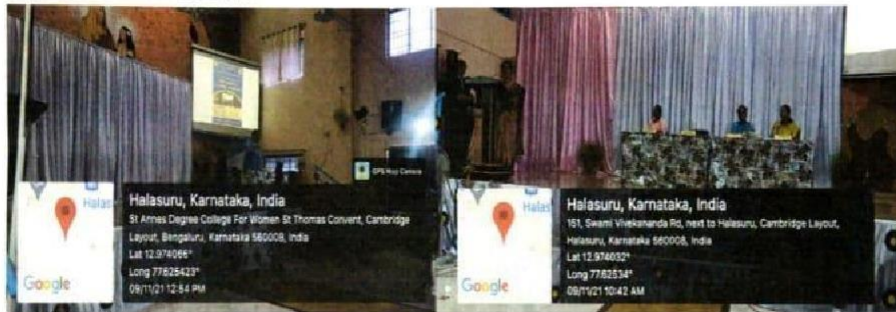 GPS Map Camera
Halas
Google
Halasuru, Karnataka, India
St Annes Degree College For Women St Thomas Convent, Cambridge
Layout, Bengaluru, Karnataka 560008, India
Lat 12.974066°
Long 77.625423°
09/11/21 12:54 PM
Halas
Google
Halasuru, Karnataka, India
151, Swami Vivekananda Rd, next to Halasuru, Cambridge Layout,
Halasuru, Karnataka 560008, India
Lat 12.974032°
Long 77.62534°
09/11/21 10:42 AM